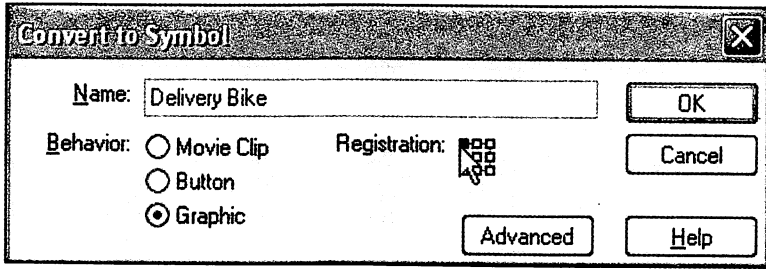 Convert to Symbol
Name: Delivery Bike
OK
Behavior: Movie Clip
Registration:
Cancel
Button
Graphic
Advanced
Help